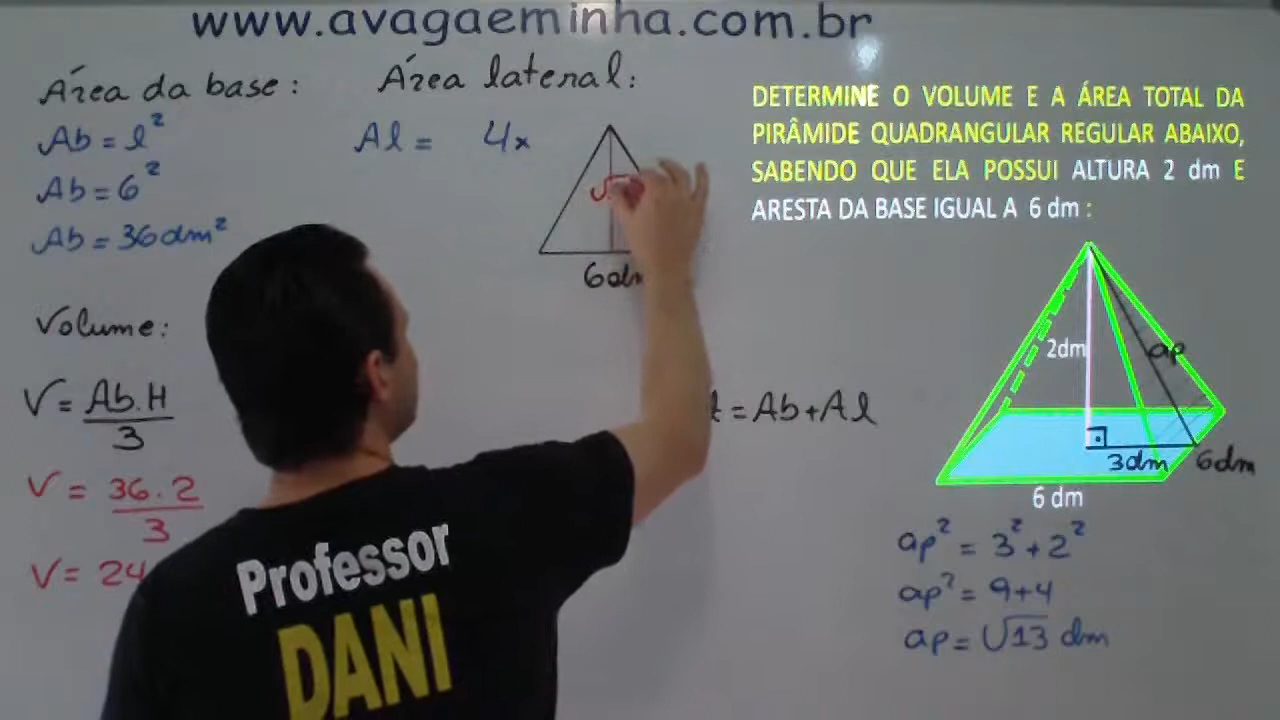 www.avagaeminha.com.br
Área da base:
Ab = l²
Ab = 6²
Ab = 36dm²
Volume:
V = Ab.H
3
V = 36.2
3
V = 24
Área lateral:
Al = 4x
6dm
= Ab + Al
DETERMINE O VOLUME E A ÁREA TOTAL DA
PIRÂMIDE QUADRANGULAR REGULAR ABAIXO,
SABENDO QUE ELA POSSUI ALTURA 2 dm E
ARESTA DA BASE IGUAL A 6 dm :
2dm
ap
3dm
6dm
6 dm
ap² = 3² + 2²
ap² = 9+4
ap = √13 dm
Professor
DANI